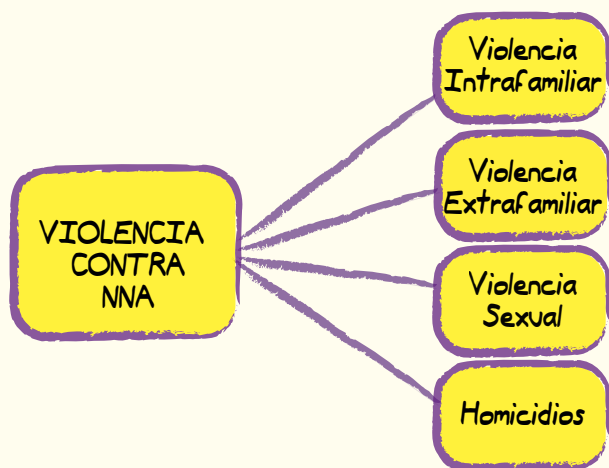 VIOLENCIA
CONTRA
NNA
Violencia
Intrafamiliar
Violencia
Extrafamiliar
Violencia
Sexual
Homicidios